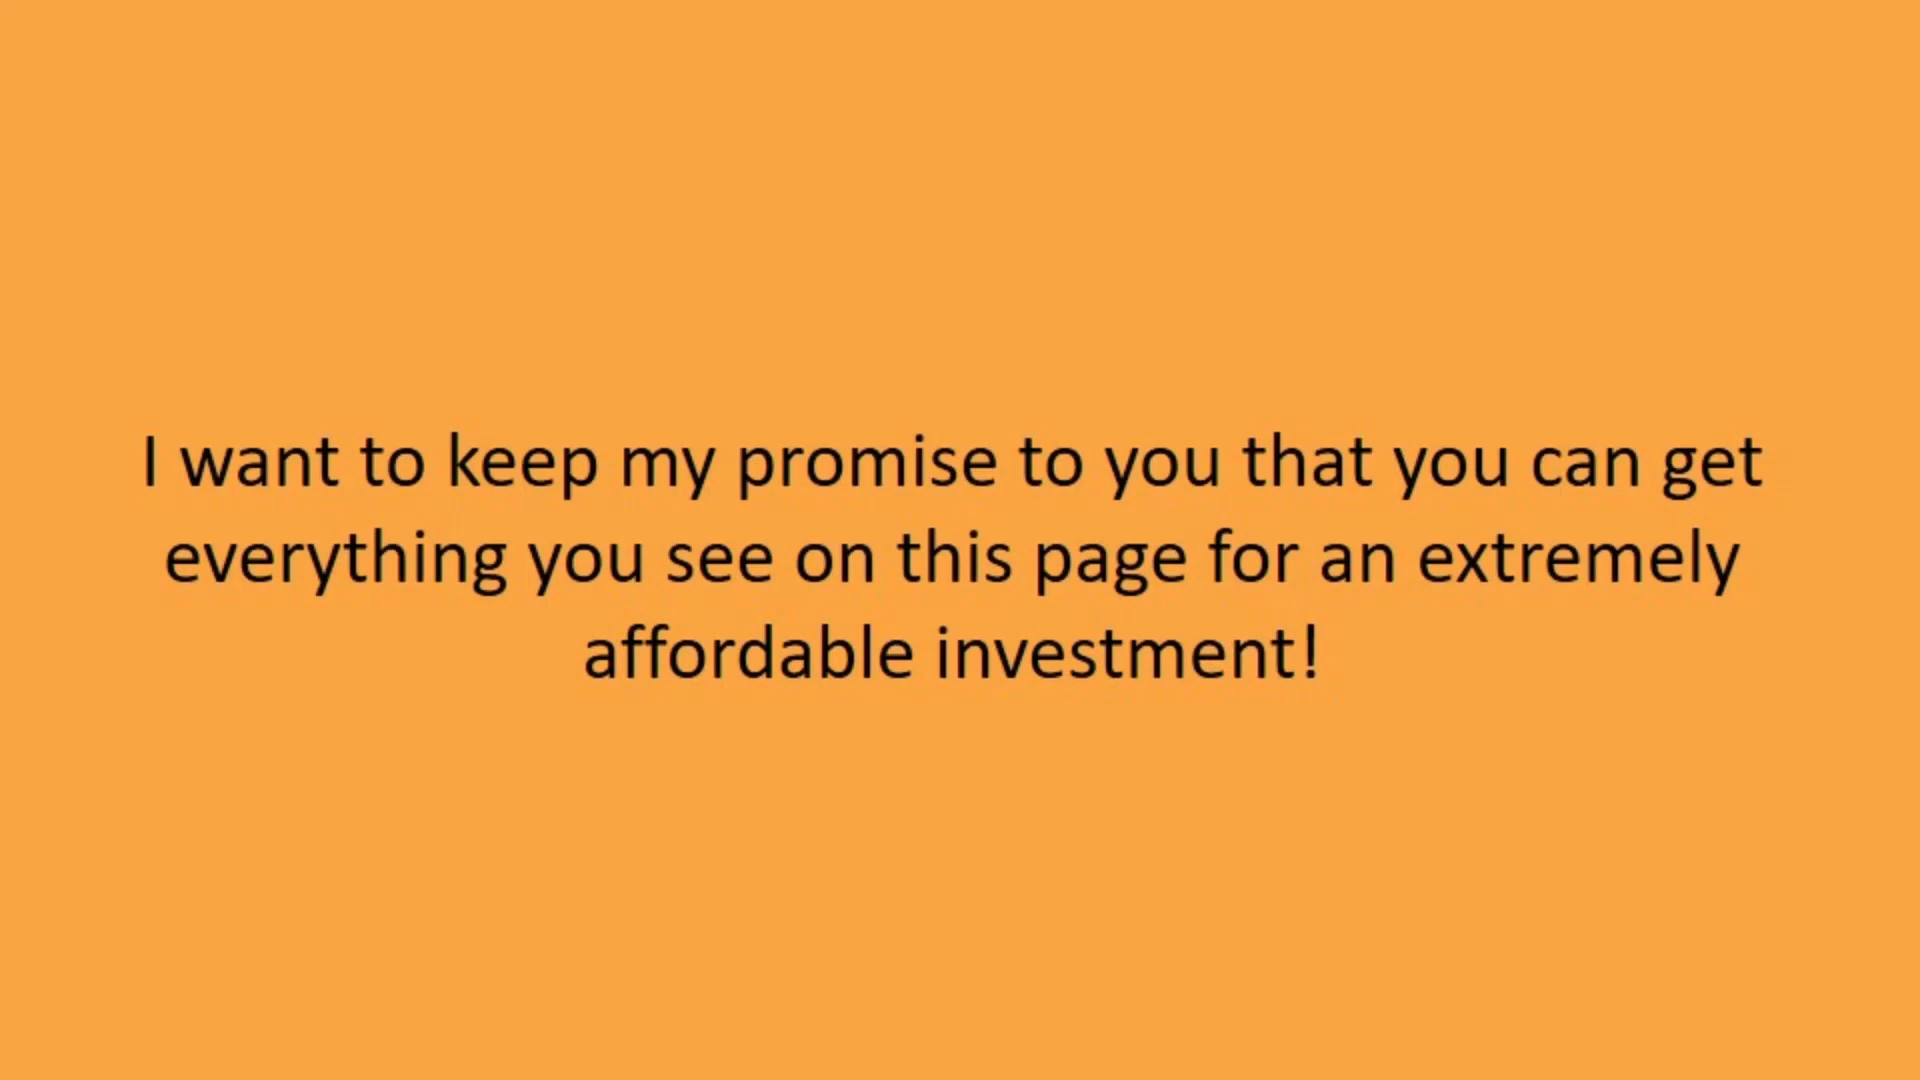 I want to keep my promise to you that you can get
everything you see on this page for an extremely
affordable investment!